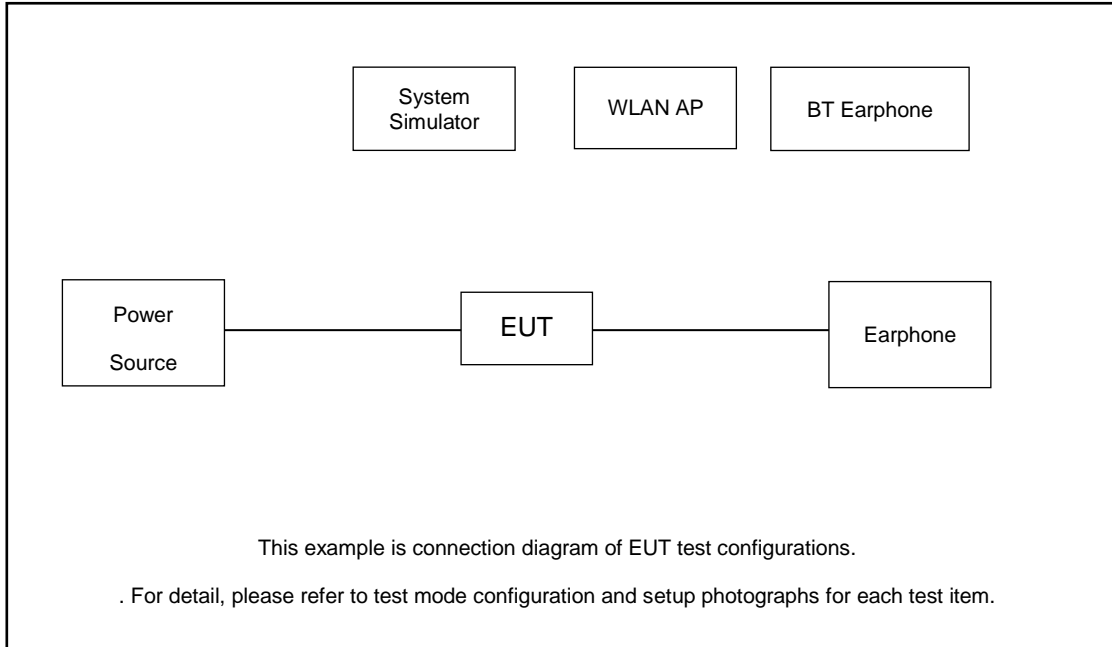 System
Simulator
WLAN AP
BT Earphone
Power
Source
EUT
Earphone
This example is connection diagram of EUT test configurations.
. For detail, please refer to test mode configuration and setup photographs for each test item.